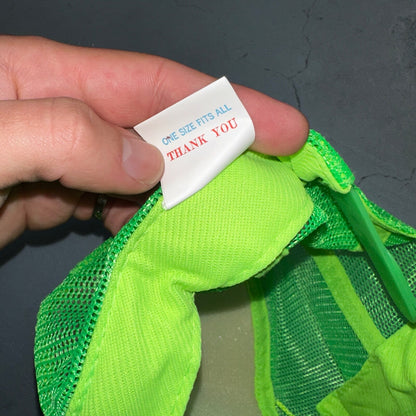 ONE SIZE FITS ALL
THANK YOU